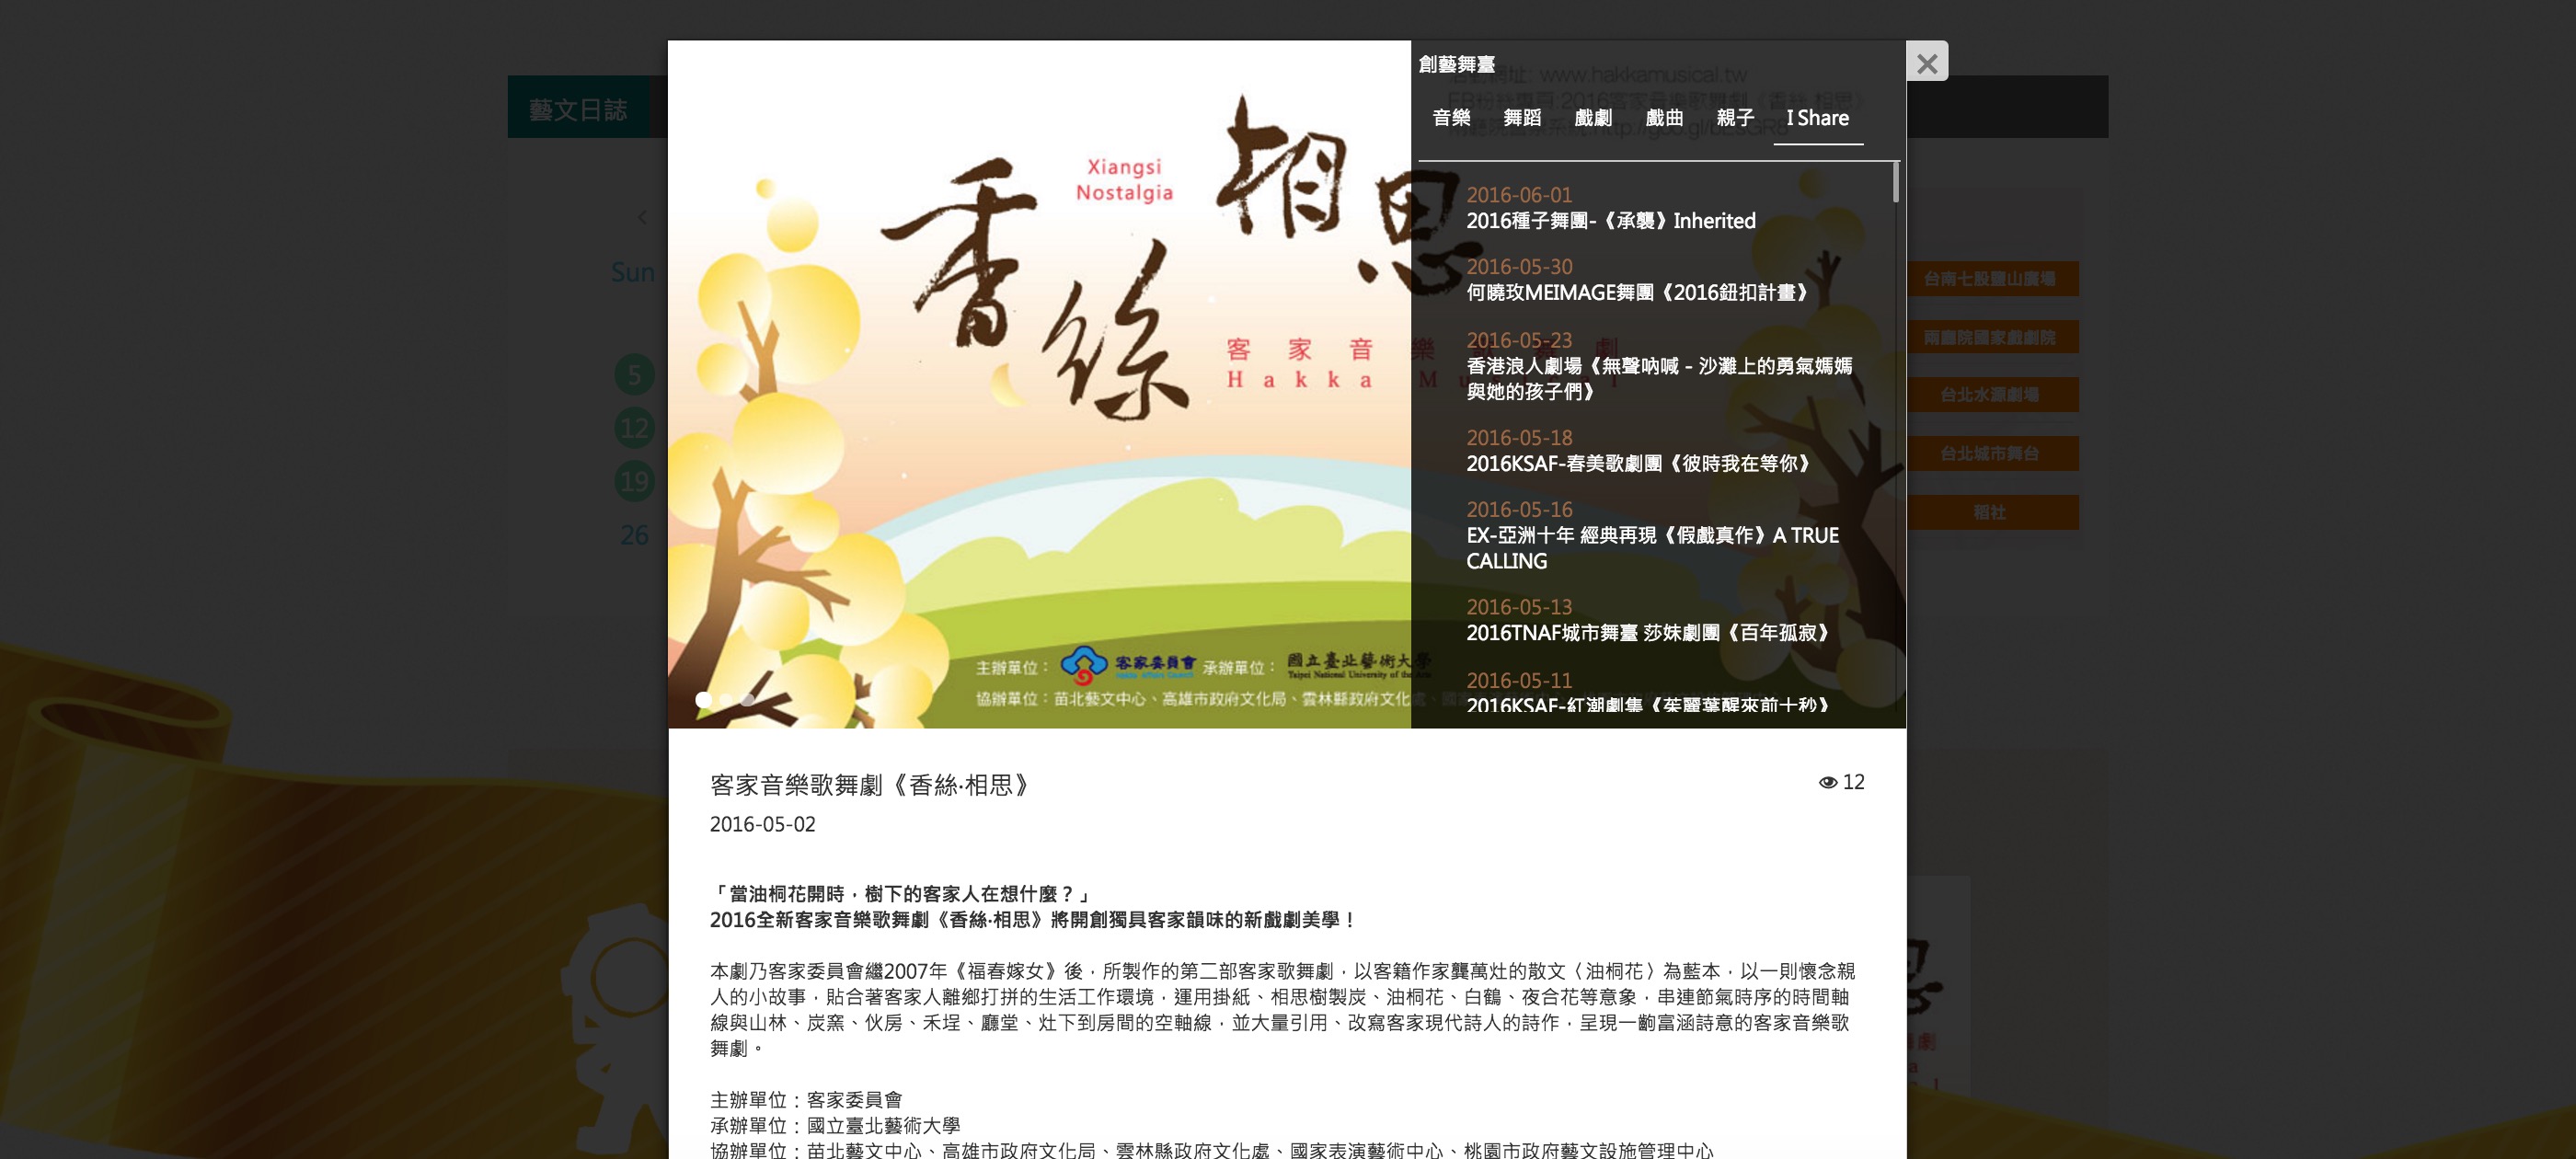 藝文日誌
Sun
5
12
19
26
香絲
相思
Xiangsi
Nostalgia
客家音樂歌舞劇
Hakka Musical
主辦單位：客家委員會 Hakka Affairs Council 承辦單位：國立臺北藝術大學 Taipei National University of the Arts
協辦單位：苗北藝文中心、高雄市政府文化局、雲林縣政府文化處、
創藝舞臺
網址: www.hakkamusical.tw
音樂 舞蹈 戲劇 戲曲 親子 I Share
2016-06-01
2016種子舞團-《承襲》Inherited
2016-05-30
何曉玫MEIMAGE舞團《2016鈕扣計畫》
2016-05-23
香港浪人劇場《無聲吶喊 – 沙灘上的勇氣媽媽
與她的孩子們》
2016-05-18
2016KSAF-春美歌劇團《彼時我在等你》
2016-05-16
EX-亞洲十年 經典再現《假戲真作》A TRUE
CALLING
2016-05-13
2016TNAF城市舞臺 莎妹劇團《百年孤寂》
2016-05-11
2016KSAF-紅潮劇集《茱麗葉醒來前十秒》
台南七股鹽山廣場
兩廳院國家戲劇院
台北水源劇場
台北城市舞台
稻社
客家音樂歌舞劇《香絲·相思》
12
2016-05-02
「當油桐花開時，樹下的客家人在想什麼？」
2016全新客家音樂歌舞劇《香絲·相思》將開創獨具客家韻味的新戲劇美學！
本劇乃客家委員會繼2007年《福春嫁女》後，所製作的第二部客家歌舞劇，以客籍作家龔萬灶的散文〈油桐花〉為藍本，以一則懷念親
人的小故事，貼合著客家人離鄉打拼的生活工作環境，運用掛紙、相思樹製炭、油桐花、白鶴、夜合花等意象，串連節氣時序的時間軸
線與山林、炭窯、伙房、禾埕、廳堂、灶下到房間的空軸線，並大量引用、改寫客家現代詩人的詩作，呈現一齣富涵詩意的客家音樂歌
舞劇。
主辦單位：客家委員會
承辦單位：國立臺北藝術大學
協辦單位：苗北藝文中心、高雄市政府文化局、雲林縣政府文化處、國家表演藝術中心、桃園市政府藝文設施管理中心